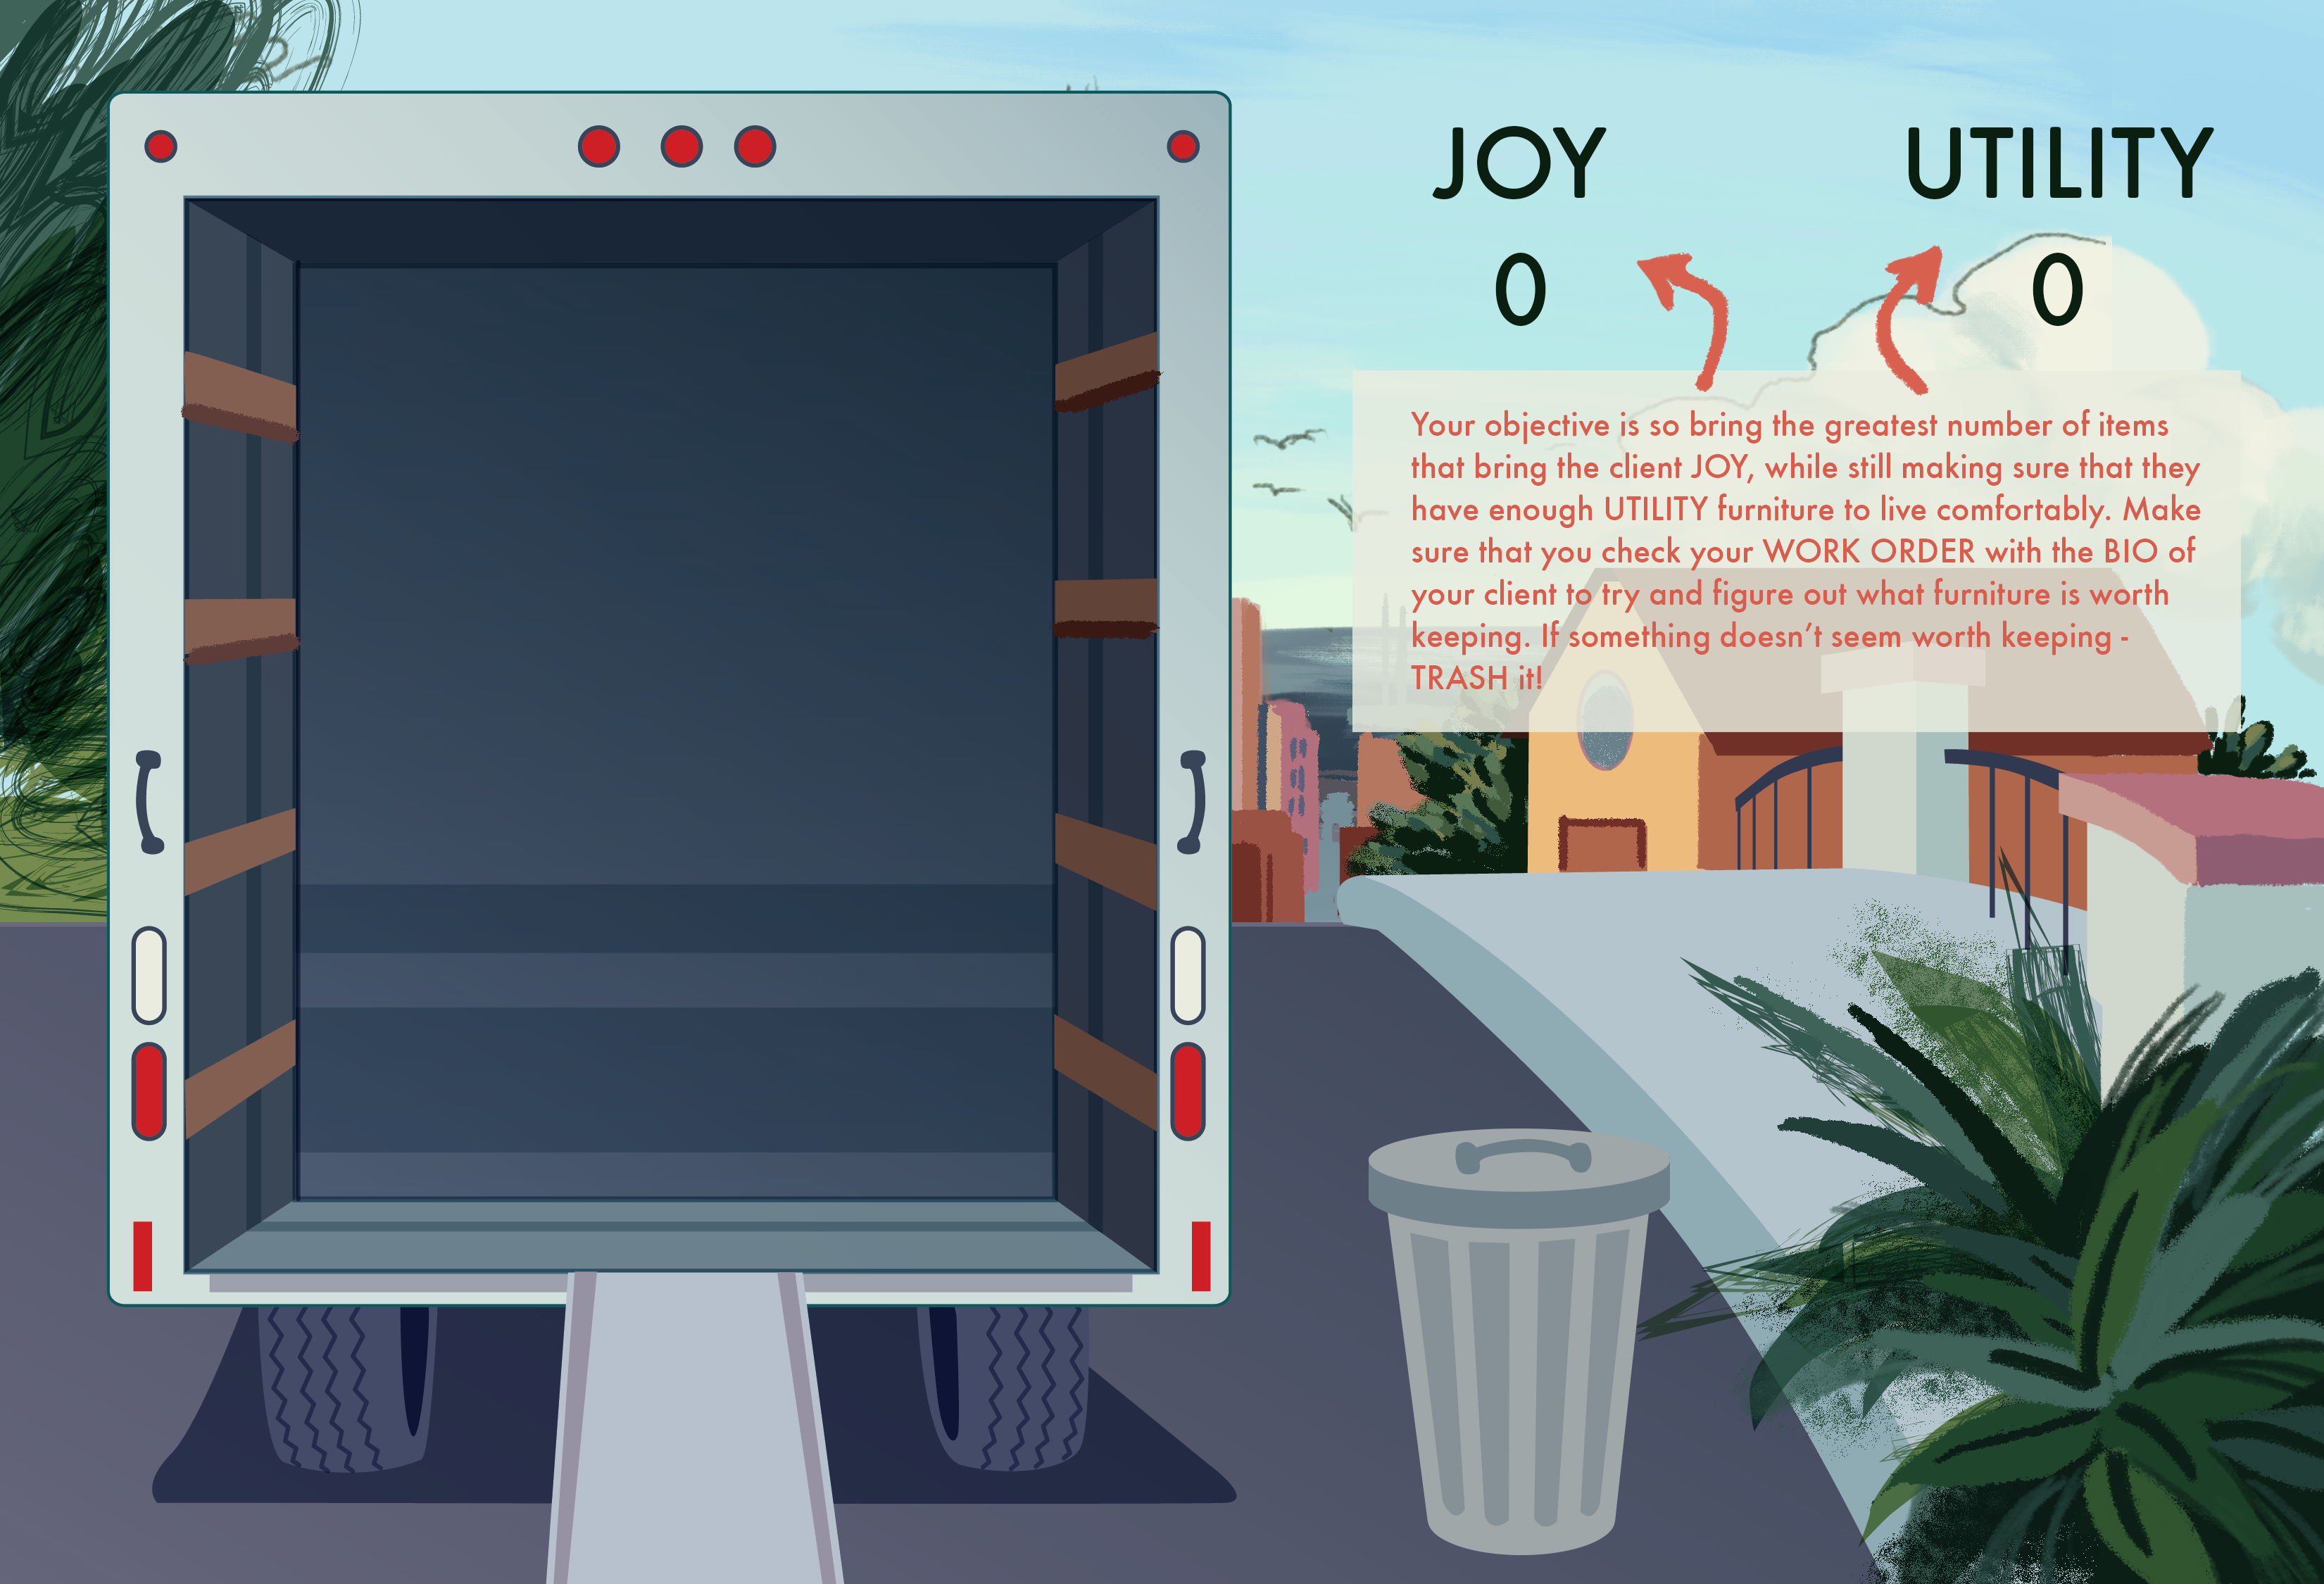 JOY UTILITY
0 0
Your objective is so bring the greatest number of items
that bring the client JOY, while still making sure that they
have enough UTILITY furniture to live comfortably. Make
sure that you check your WORK ORDER with the BIO of
your client to try and figure out what furniture is worth
keeping. If something doesn’t seem worth keeping -
TRASH it!